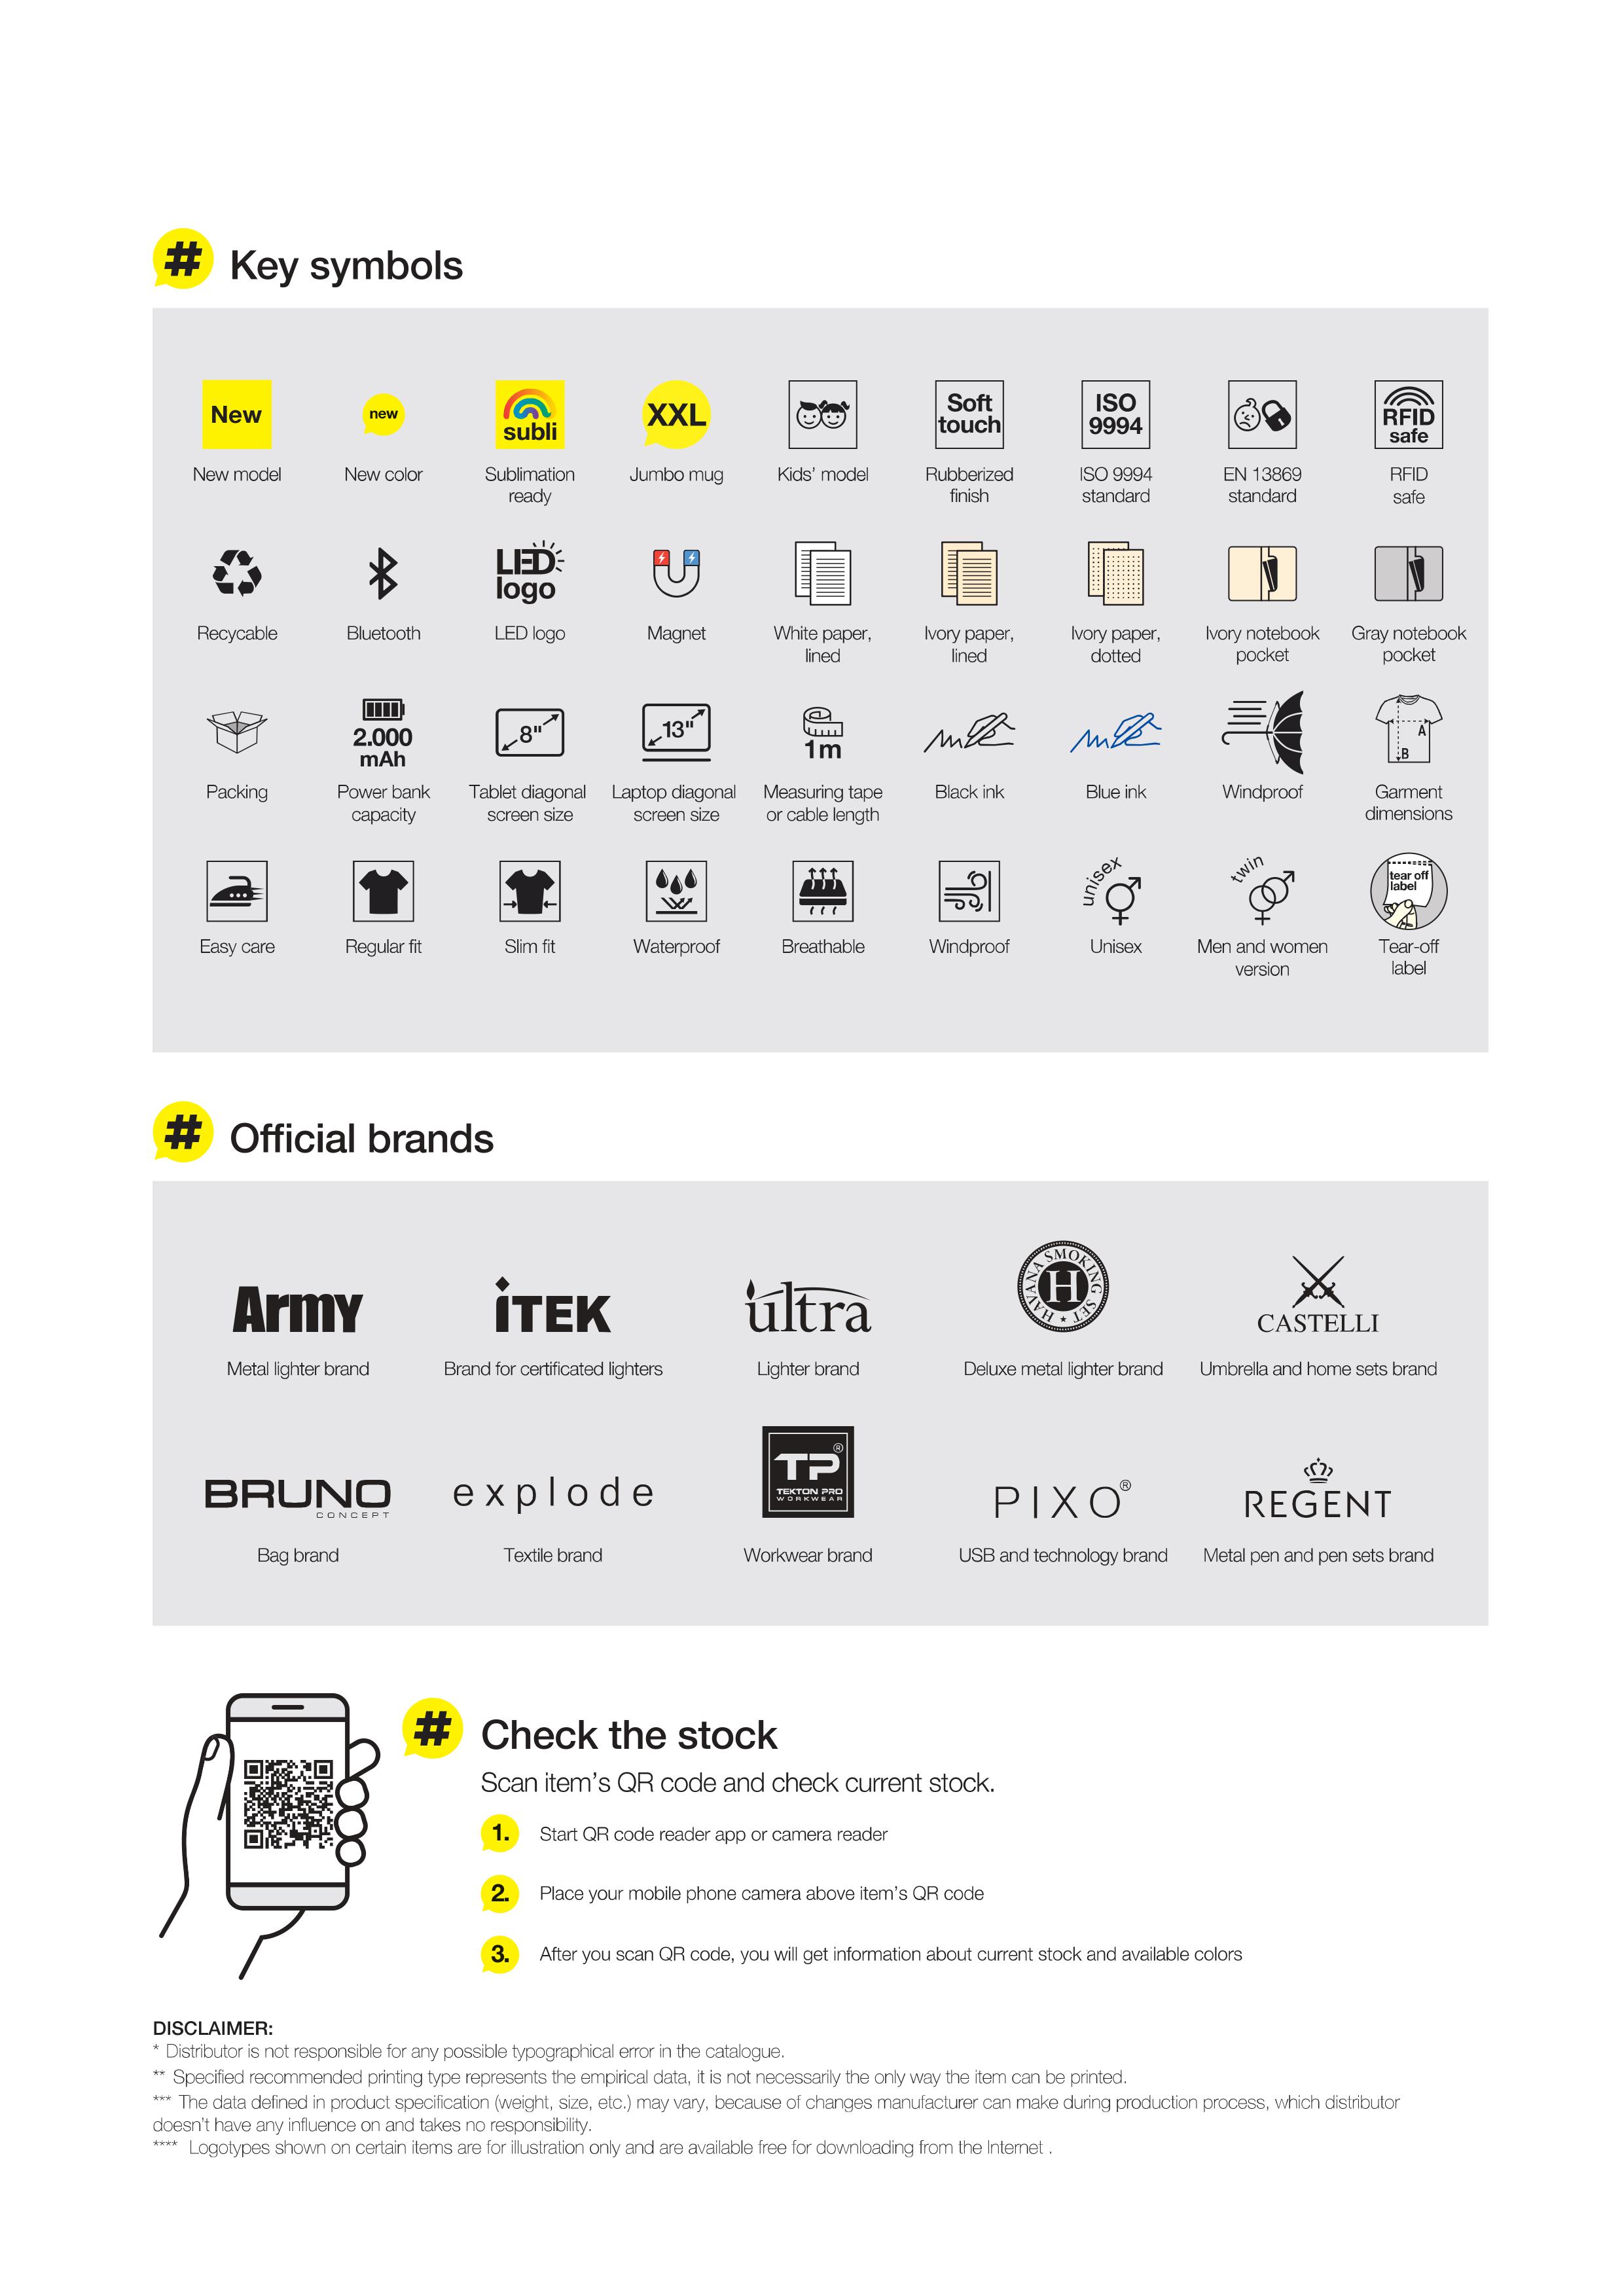 # Key symbols
New
new
subli
XXL
Soft
touch
ISO
9994
RFID
safe
New model
New color
Sublimation
ready
Jumbo mug
Kids' model
Rubberized
finish
ISO 9994
standard
EN 13869
standard
RFID
safe
LED
logo
Recycable
Bluetooth
LED logo
Magnet
White paper,
lined
Ivory paper,
lined
Ivory paper,
dotted
Ivory notebook
pocket
Gray notebook
pocket
2.000
mAh
8"
13"
1m
A
B
Packing
Power bank
capacity
Tablet diagonal
screen size
Laptop diagonal
screen size
Measuring tape
or cable length
Black ink
Blue ink
Windproof
Garment
dimensions
unisex
twin
tear off
label
Easy care
Regular fit
Slim fit
Waterproof
Breathable
Windproof
Unisex
Men and women
version
Tear-off
label
# Official brands
Army
iTEK
ultra
HAVANA SMOKING SET
H
CASTELLI
Metal lighter brand
Brand for certificated lighters
Lighter brand
Deluxe metal lighter brand
Umbrella and home sets brand
BRUNO
CONCEPT
explode
TP®
TEKTON PRO
WORKWEAR
PIXO®
REGENT
Bag brand
Textile brand
Workwear brand
USB and technology brand
Metal pen and pen sets brand
# Check the stock
Scan item's QR code and check current stock.
1. Start QR code reader app or camera reader
2. Place your mobile phone camera above item's QR code
3. After you scan QR code, you will get information about current stock and available colors
DISCLAIMER:
* Distributor is not responsible for any possible typographical error in the catalogue.
** Specified recommended printing type represents the empirical data, it is not necessarily the only way the item can be printed.
*** The data defined in product specification (weight, size, etc.) may vary, because of changes manufacturer can make during production process, which distributor
doesn't have any influence on and takes no responsibility.
**** Logotypes shown on certain items are for illustration only and are available free for downloading from the Internet .